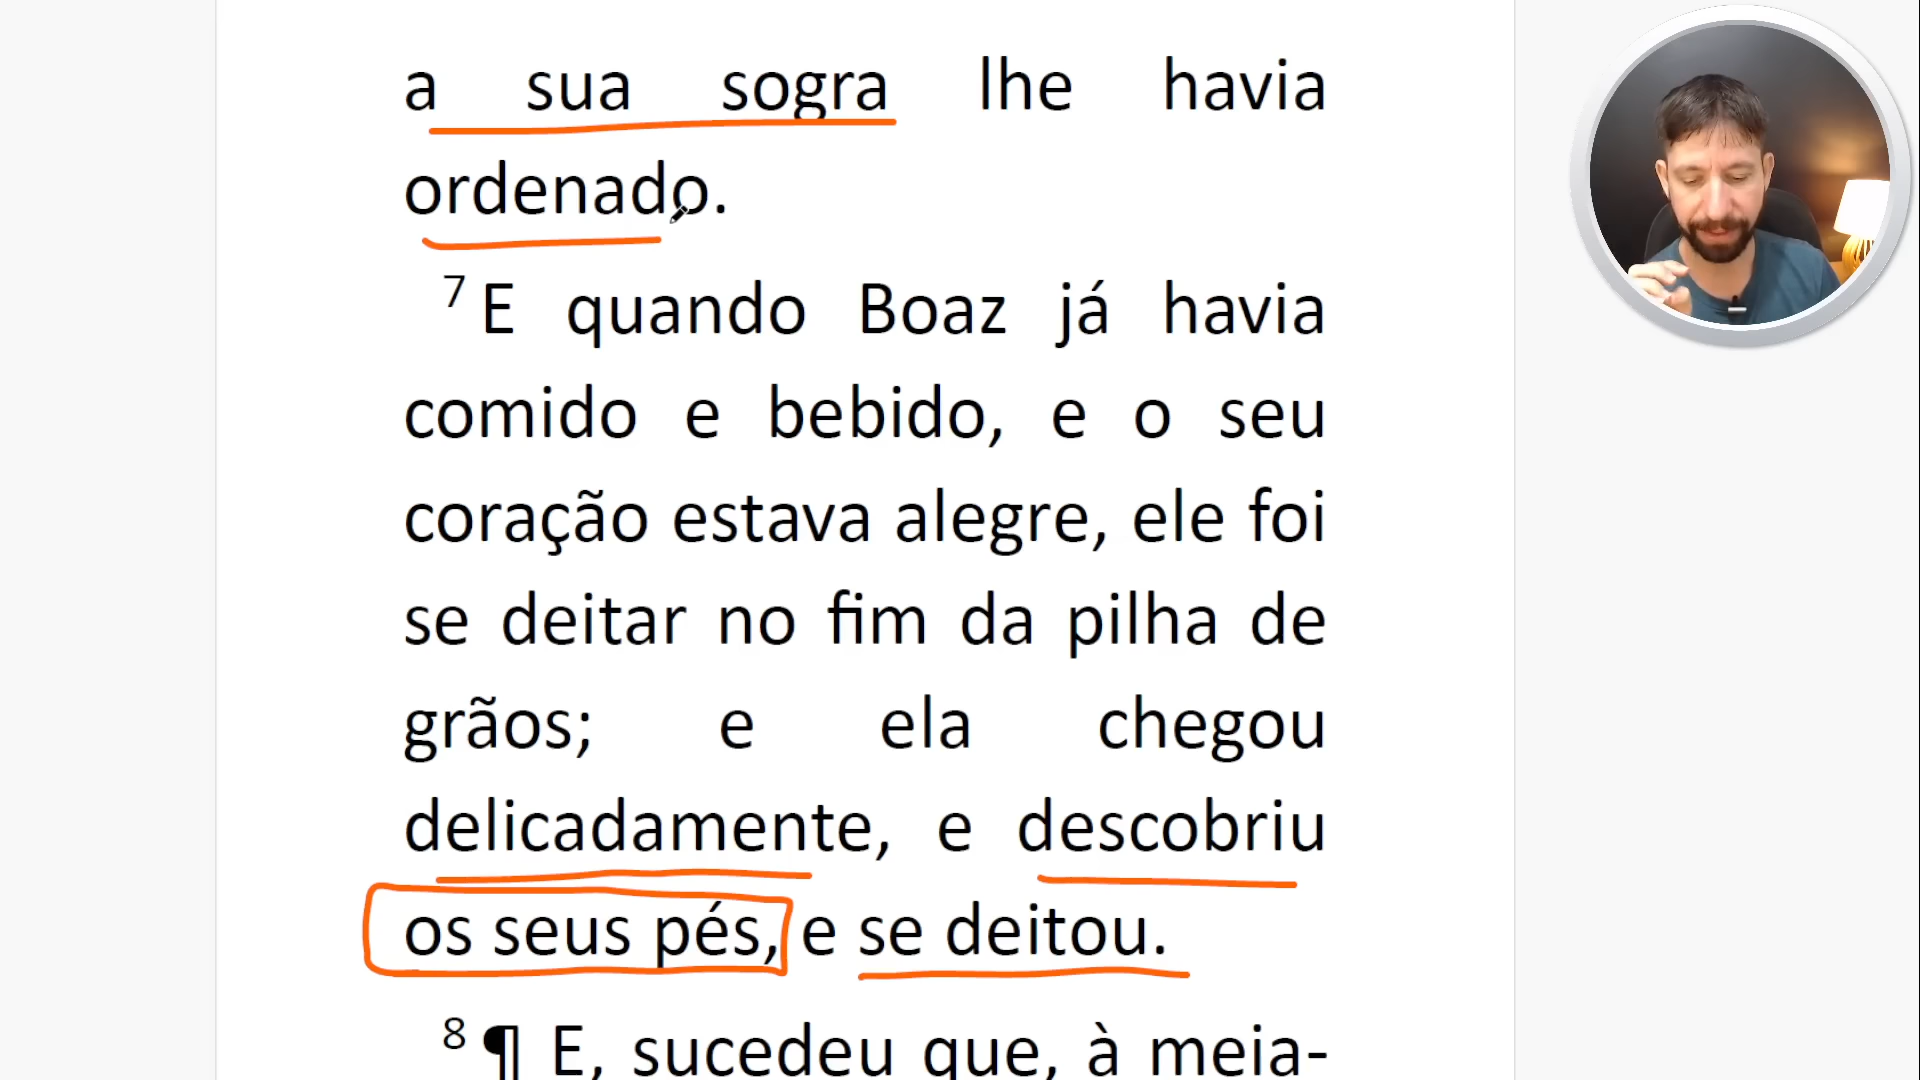 a sua sogra lhe havia
ordenado.
7 E quando Boaz já havia
comido e bebido, e o seu
coração estava alegre, ele foi
se deitar no fim da pilha de
grãos; e ela chegou
delicadamente, e descobriu
os seus pés, e se deitou.
8 ¶ E, sucedeu que, à meia-